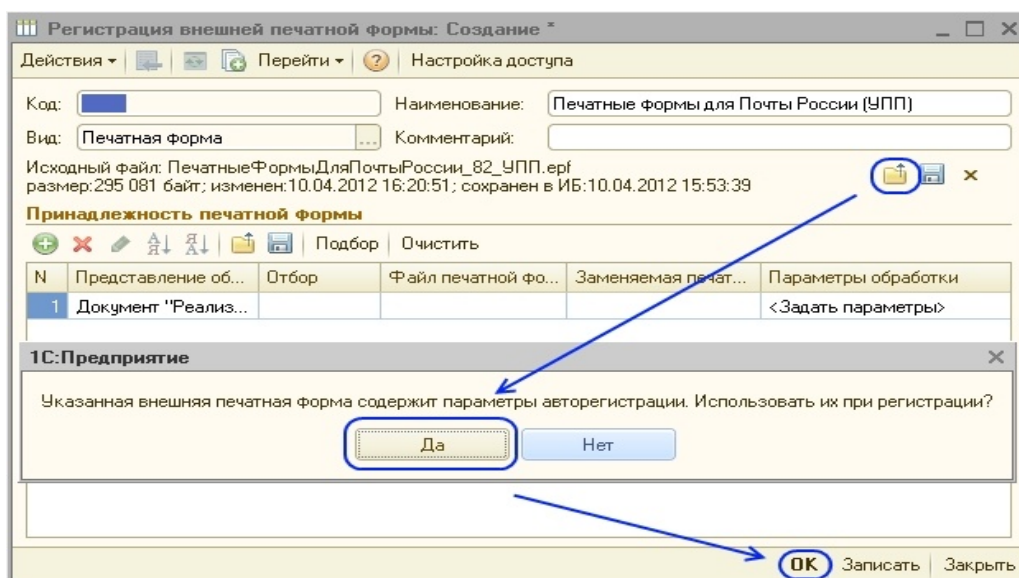 Регистрация внешней печатной формы: Создание *
Действия Перейти Настройка доступа
Код: Наименование: Печатные формы для Почты России (УПП)
Вид: Печатная форма ... Комментарий:
Исходный файл: ПечатныеФормыДляПочтыРоссии_82_УПП.epf
размер:295 081 байт; изменен:10.04.2012 16:20:51; сохранен в ИБ:10.04.2012 15:53:39
Принадлежность печатной формы
Подбор Очистить
N Представление об... Отбор Файл печатной фо... Заменяемая печат... Параметры обработки
1 Документ "Реализ... <Задать параметры>
1С:Предприятие
Указанная внешняя печатная форма содержит параметры авторегистрации. Использовать их при регистрации?
Да Нет
OK Записать Закрыть